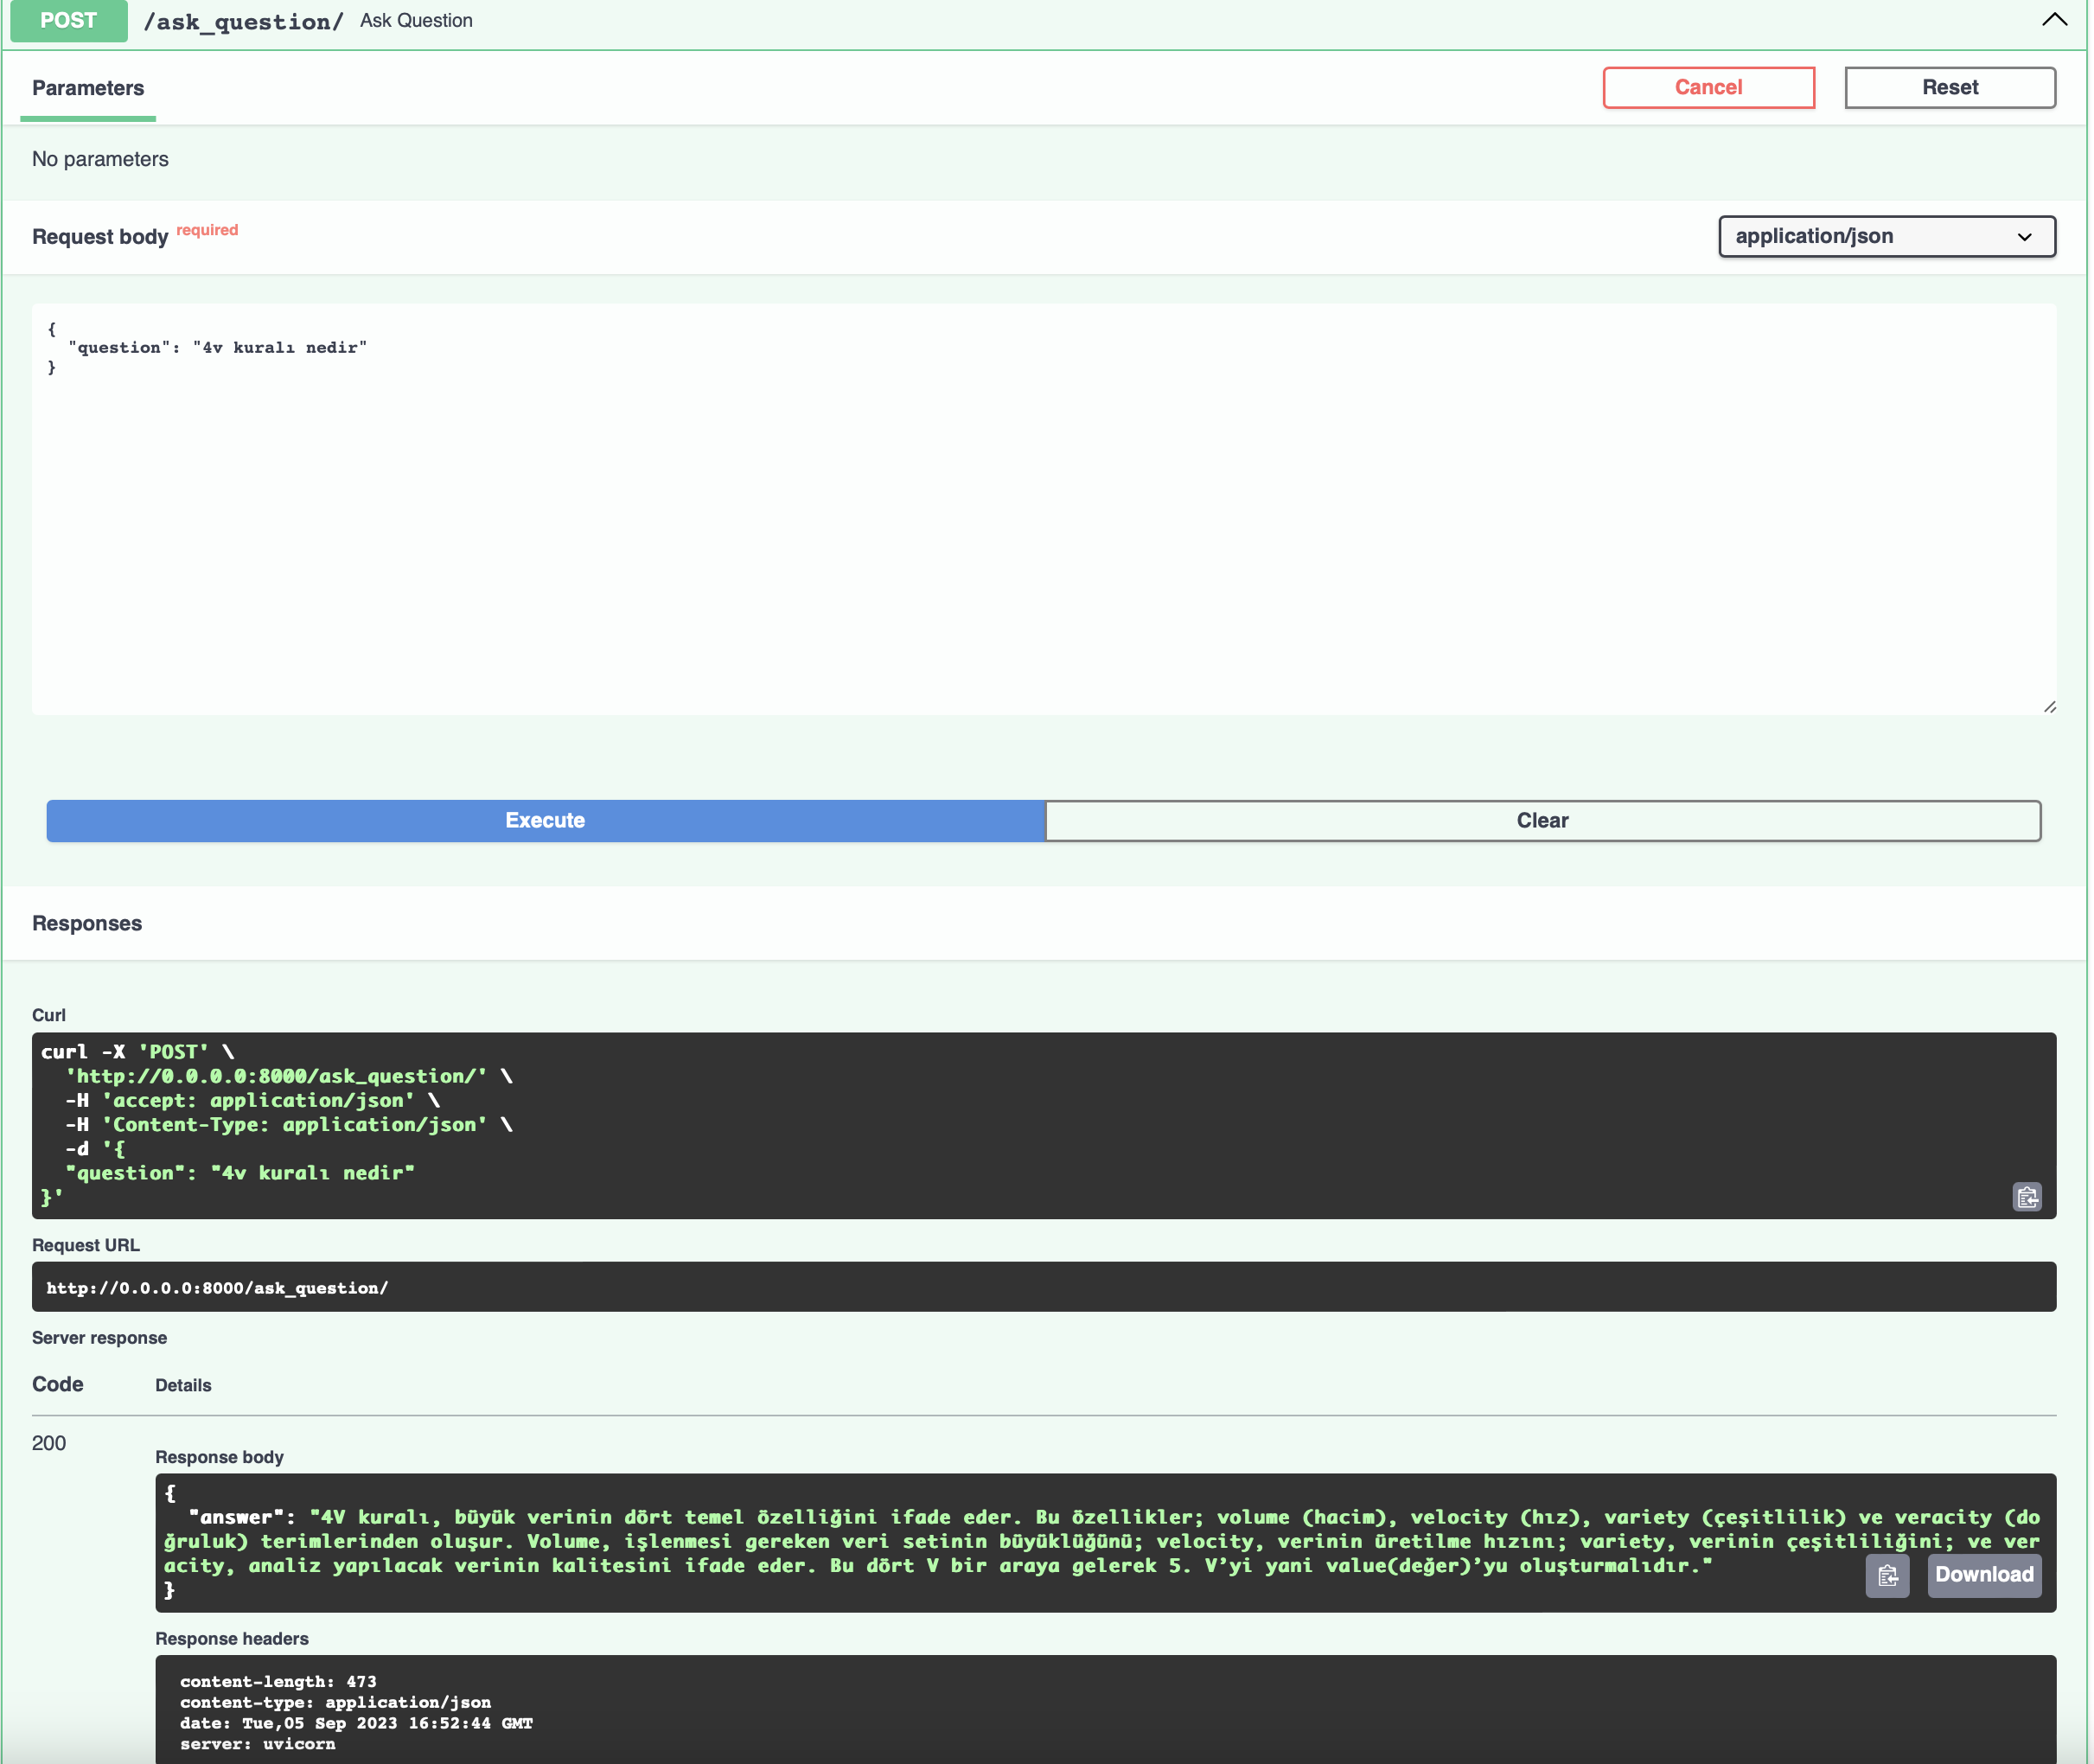 POST /ask_question/ Ask Question
Parameters
Cancel
Reset
No parameters
Request body required
application/json
{
  "question": "4v kuralı nedir"
}
Execute
Clear
Responses
Curl
curl -X 'POST' \
  'http://0.0.0.0:8000/ask_question/' \
  -H 'accept: application/json' \
  -H 'Content-Type: application/json' \
  -d '{
  "question": "4v kuralı nedir"
}'
Request URL
http://0.0.0.0:8000/ask_question/
Server response
Code Details
200
Response body
{
  "answer": "4V kuralı, büyük verinin dört temel özelliğini ifade eder. Bu özellikler; volume (hacim), velocity (hız), variety (çeşitlilik) ve veracity (do
ğruluk) terimlerinden oluşur. Volume, işlenmesi gereken veri setinin büyüklüğünü; velocity, verinin üretilme hızını; variety, verinin çeşitliliğini; ve ver
acity, analiz yapılacak verinin kalitesini ifade eder. Bu dört V bir araya gelerek 5. V’yi yani value(değer)’yu oluşturmalıdır."
}
Download
Response headers
content-length: 473
content-type: application/json
date: Tue,05 Sep 2023 16:52:44 GMT
server: uvicorn